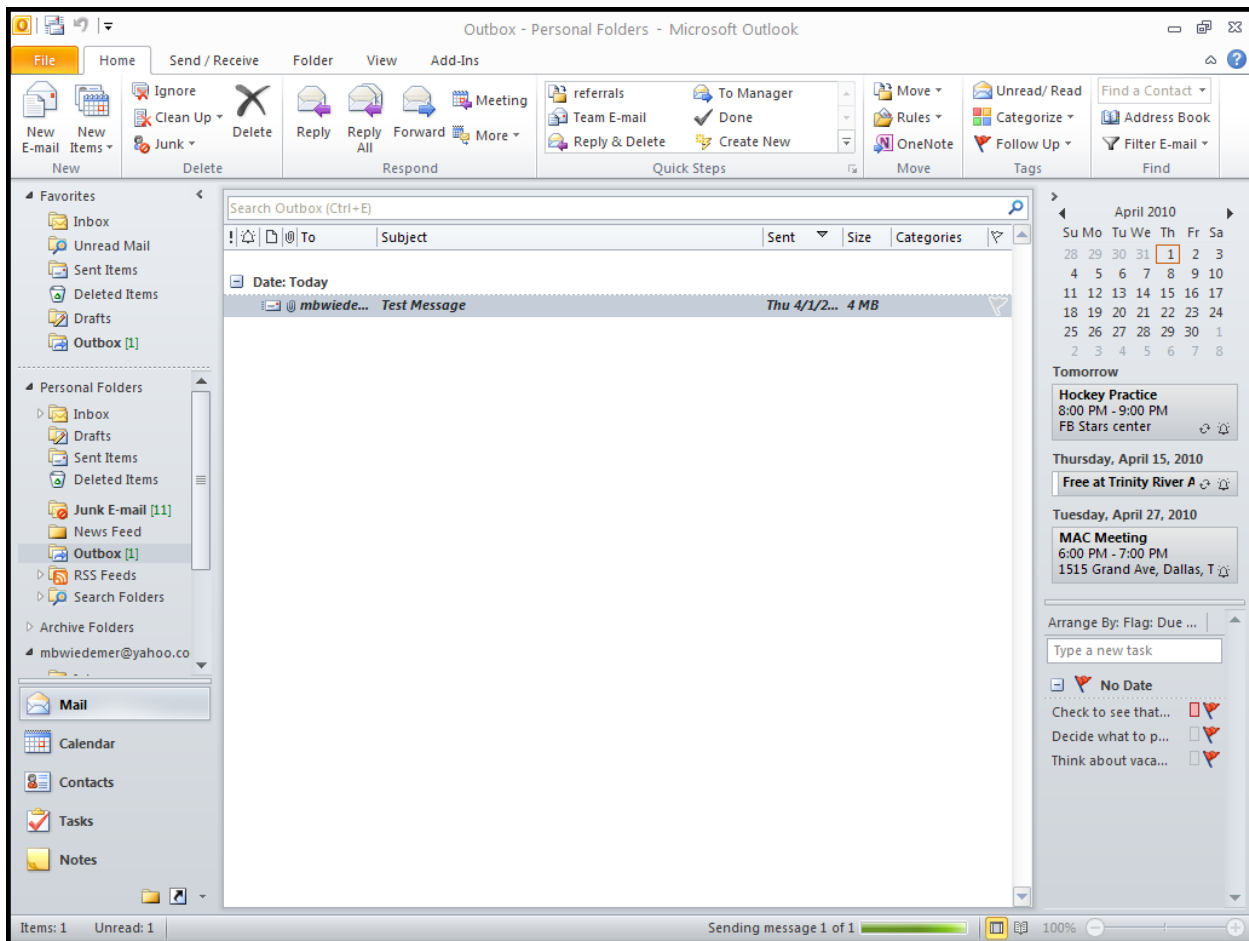 Outbox - Personal Folders - Microsoft Outlook
File Home Send / Receive Folder View Add-Ins
New E-mail
New Items
New
Ignore
Clean Up
Junk
Delete
Delete
Reply
Reply All
Forward
Meeting
More
Respond
referrals
Team E-mail
Reply & Delete
To Manager
Done
Create New
Quick Steps
Move
Rules
OneNote
Move
Unread/ Read
Categorize
Follow Up
Tags
Find a Contact
Address Book
Filter E-mail
Find
Favorites
Inbox
Unread Mail
Sent Items
Deleted Items
Drafts
Outbox [1]
Personal Folders
Inbox
Drafts
Sent Items
Deleted Items
Junk E-mail [11]
News Feed
Outbox [1]
RSS Feeds
Search Folders
Archive Folders
mbwiedemer@yahoo.co
Mail
Calendar
Contacts
Tasks
Notes
Search Outbox (Ctrl+E)
! To Subject Sent Size Categories
Date: Today
mbwiede... Test Message Thu 4/1/2... 4 MB
April 2010
Su Mo Tu We Th Fr Sa
28 29 30 31 1 2 3
4 5 6 7 8 9 10
11 12 13 14 15 16 17
18 19 20 21 22 23 24
25 26 27 28 29 30 1
2 3 4 5 6 7 8
Tomorrow
Hockey Practice
8:00 PM - 9:00 PM
FB Stars center
Thursday, April 15, 2010
Free at Trinity River A
Tuesday, April 27, 2010
MAC Meeting
6:00 PM - 7:00 PM
1515 Grand Ave, Dallas, T
Arrange By: Flag: Due ...
Type a new task
No Date
Check to see that...
Decide what to p...
Think about vaca...
Items: 1 Unread: 1 Sending message 1 of 1 100%